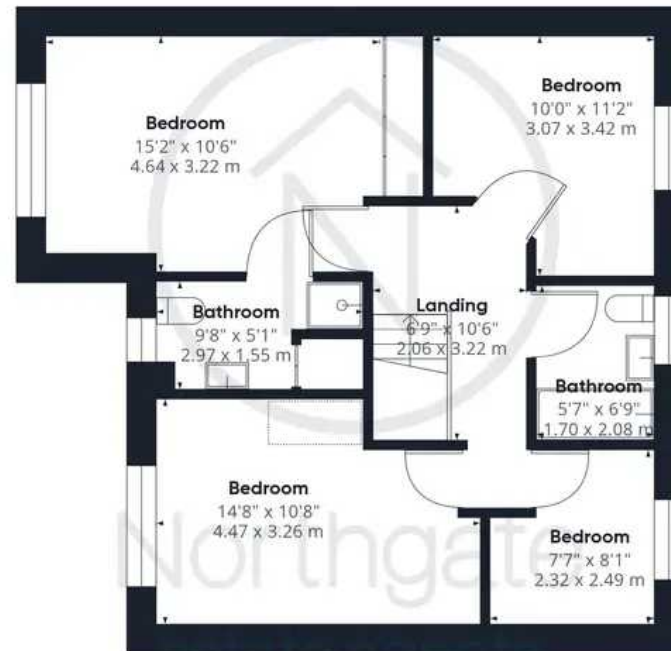 Bedroom
15'2" x 10'6"
4.64 x 3.22 m
Bedroom
10'0" x 11'2"
3.07 x 3.42 m
Bathroom
9'8" x 5'1"
2.97 x 1.55 m
Landing
6'9" x 10'6"
2.06 x 3.22 m
Bathroom
5'7" x 6'9"
1.70 x 2.08 m
Bedroom
14'8" x 10'8"
4.47 x 3.26 m
Bedroom
7'7" x 8'1"
2.32 x 2.49 m
Northgate